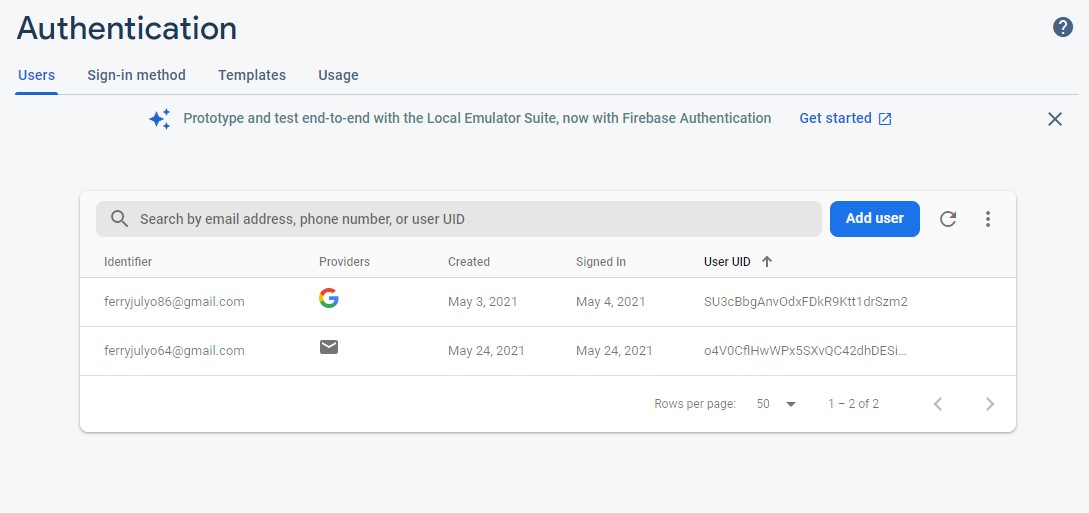 Authentication
Users Sign-in method Templates Usage
Prototype and test end-to-end with the Local Emulator Suite, now with Firebase Authentication Get started
Search by email address, phone number, or user UID Add user
Identifier Providers Created Signed In User UID
ferryjulyo86@gmail.com May 3, 2021 May 4, 2021 SU3cBbgAnvOdxFDkR9Ktt1drSzm2
ferryjulyo64@gmail.com May 24, 2021 May 24, 2021 o4V0CflHwWPx5SXvQC42dhDESi...
Rows per page: 50 1 – 2 of 2